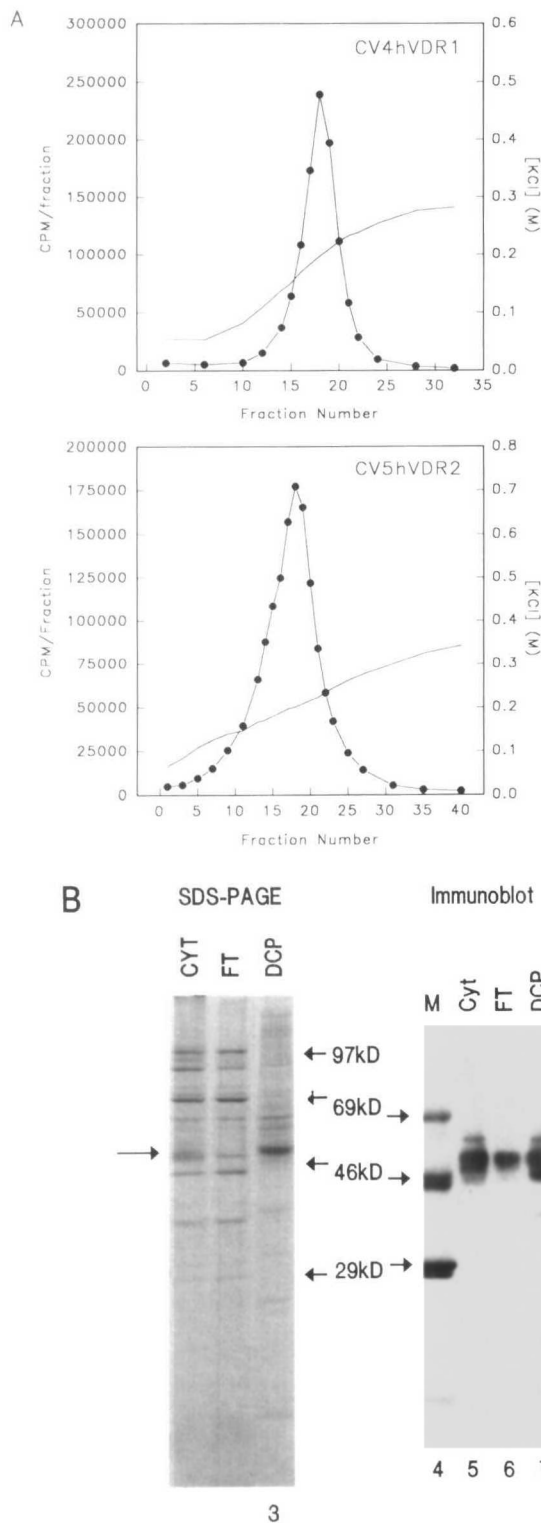 A
CV4hVDR1
CPM/fraction
300000
250000
200000
150000
100000
50000
0
0.6
0.5
0.4
0.3
0.2
0.1
0.0
[KCl] (M)
0 5 10 15 20 25 30 35
Fraction Number
CV5hVDR2
CPM/Fraction
200000
175000
150000
125000
100000
75000
50000
25000
0
0.8
0.7
0.6
0.5
0.4
0.3
0.2
0.1
0.0
[KCl] (M)
0 5 10 15 20 25 30 35 40
Fraction Number
B
SDS-PAGE
Immunoblot
CYT FT DCP
M Cyt FT DCP
97kD
69kD
46kD
29kD
4 5 6
3